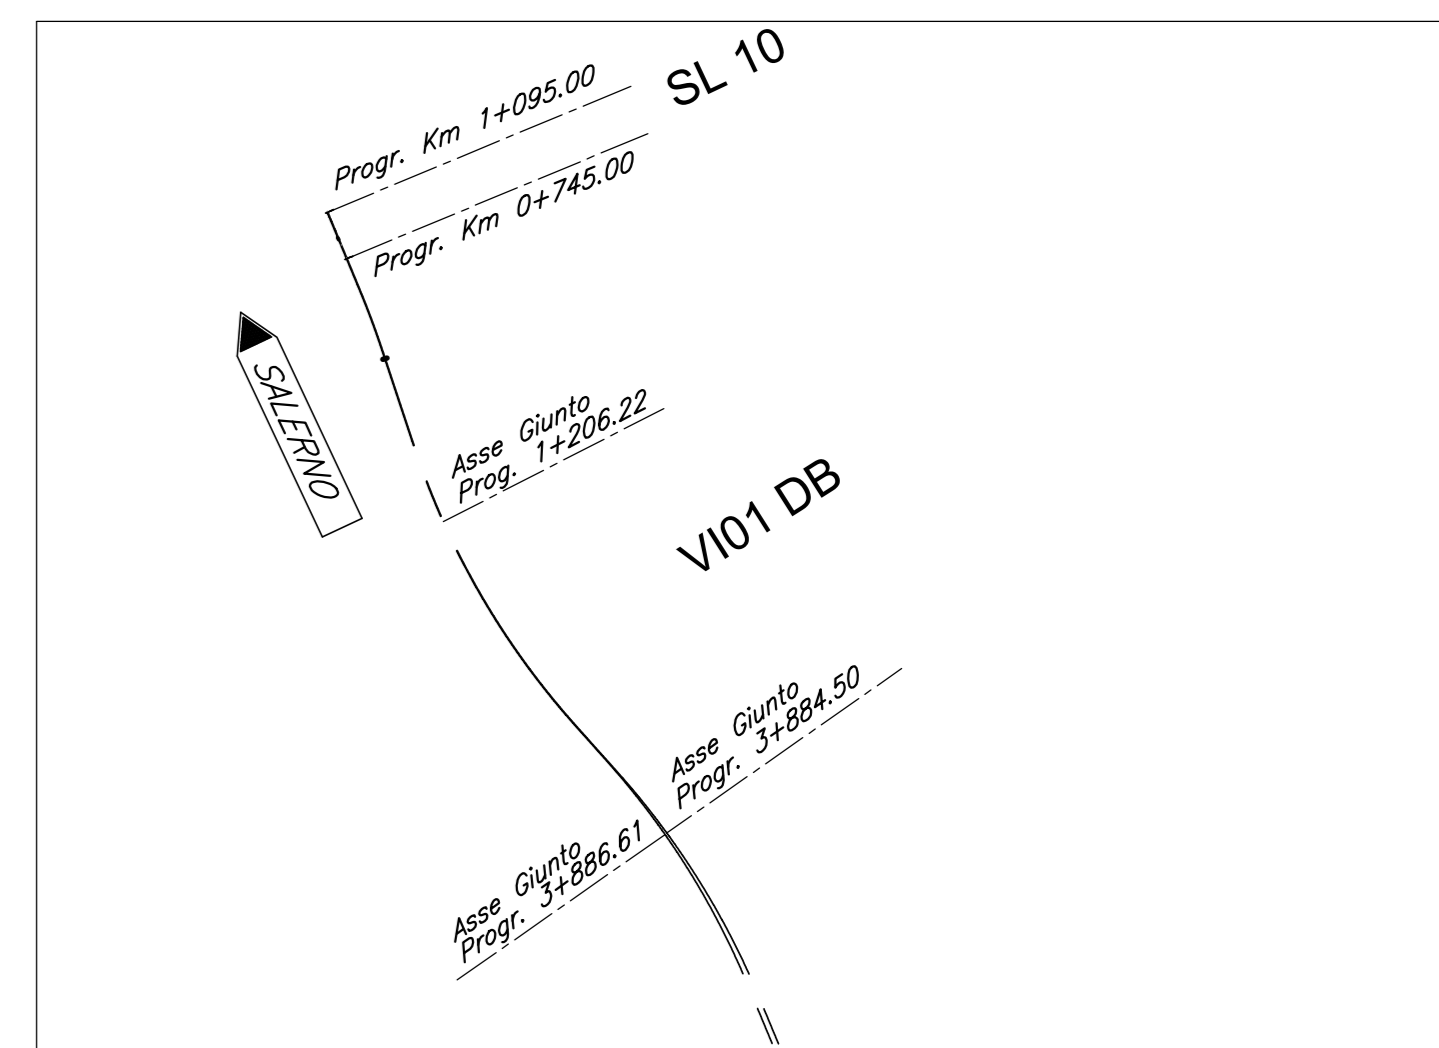 SL 10
Progr. Km 1+095.00
Progr. Km 0+745.00
SALERNO
Asse Giunto
Prog. 1+206.22
VI01 DB
Asse Giunto
Progr. 3+884.50
Asse Giunto
Progr. 3+886.61